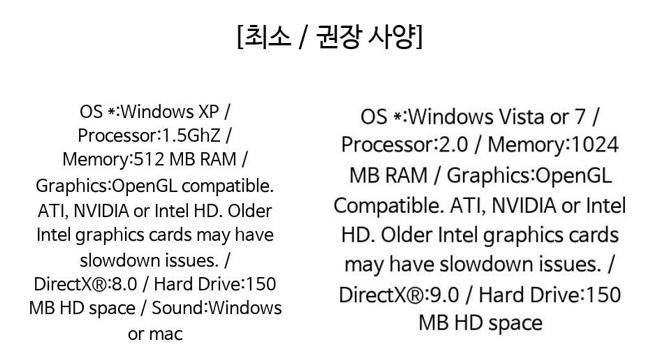 [최소 / 권장 사양]
OS *:Windows XP /
Processor:1.5GhZ /
Memory:512 MB RAM /
Graphics:OpenGL compatible.
ATI, NVIDIA or Intel HD. Older
Intel graphics cards may have
slowdown issues. /
DirectX®:8.0 / Hard Drive:150
MB HD space / Sound:Windows
or mac
OS *:Windows Vista or 7 /
Processor:2.0 / Memory:1024
MB RAM / Graphics:OpenGL
Compatible. ATI, NVIDIA or Intel
HD. Older Intel graphics cards
may have slowdown issues. /
DirectX®:9.0 / Hard Drive:150
MB HD space